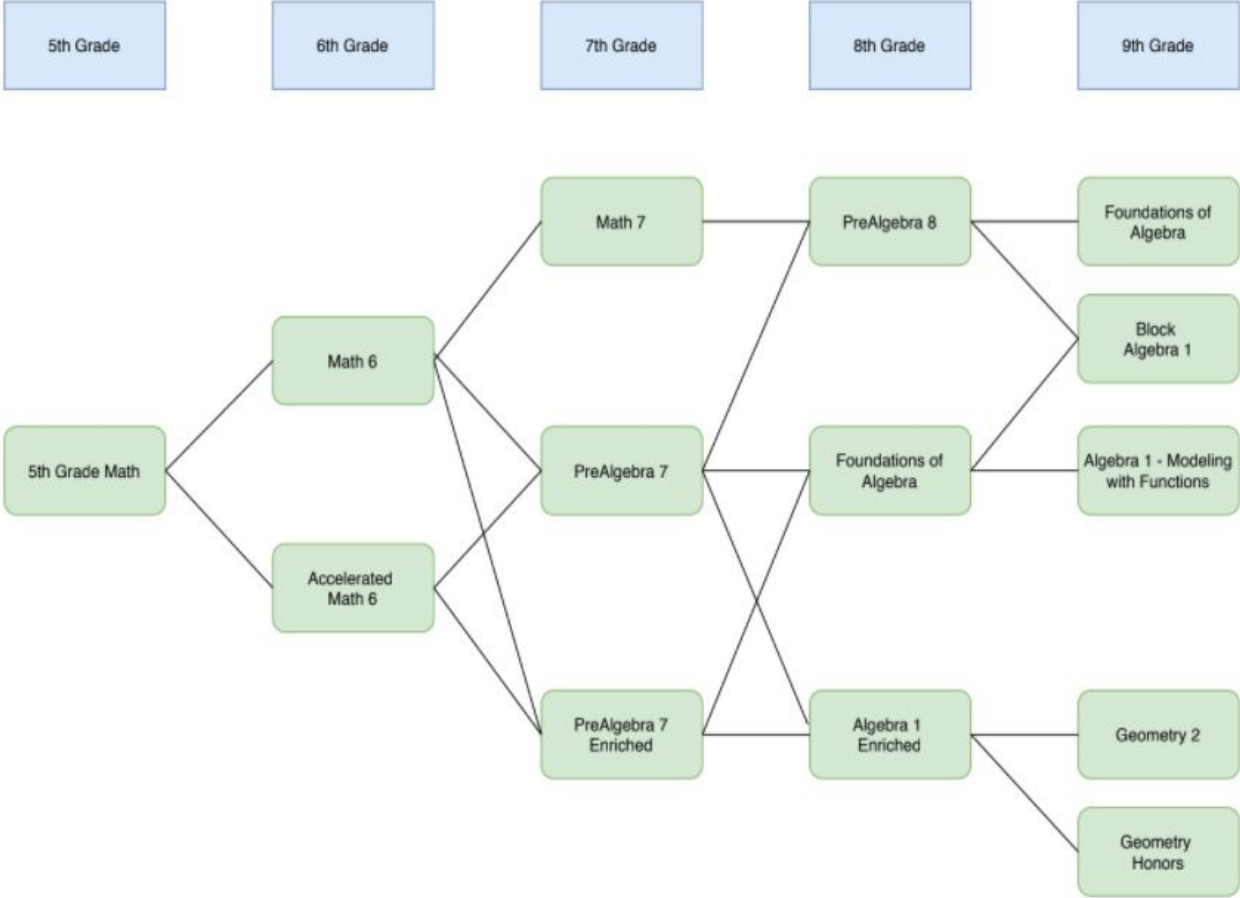 5th Grade
6th Grade
7th Grade
8th Grade
9th Grade
Math 7
PreAlgebra 8
Foundations of
Algebra
Block
Algebra 1
Math 6
5th Grade Math
PreAlgebra 7
Foundations of
Algebra
Algebra 1 - Modeling
with Functions
Accelerated
Math 6
PreAlgebra 7
Enriched
Algebra 1
Enriched
Geometry 2
Geometry
Honors